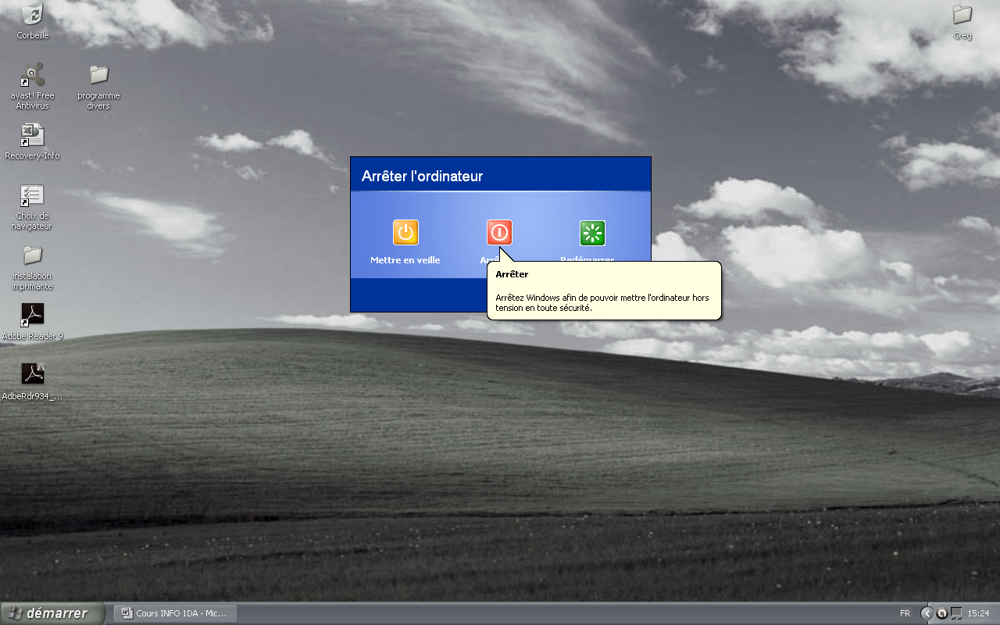 Corbeille
Greg
avast! Free
Antivirus
programme
divers
Recovery-Info
Choix de
navigateur
instalation
imprimante
Adobe Reader 9
AdbeRdr934_...
Arrêter l'ordinateur
Mettre en veille
Redémarrer
Arrêter
Arrêtez Windows afin de pouvoir mettre l'ordinateur hors
tension en toute sécurité.
démarrer
Cours INFO 1DA - Mic...
FR
15:24